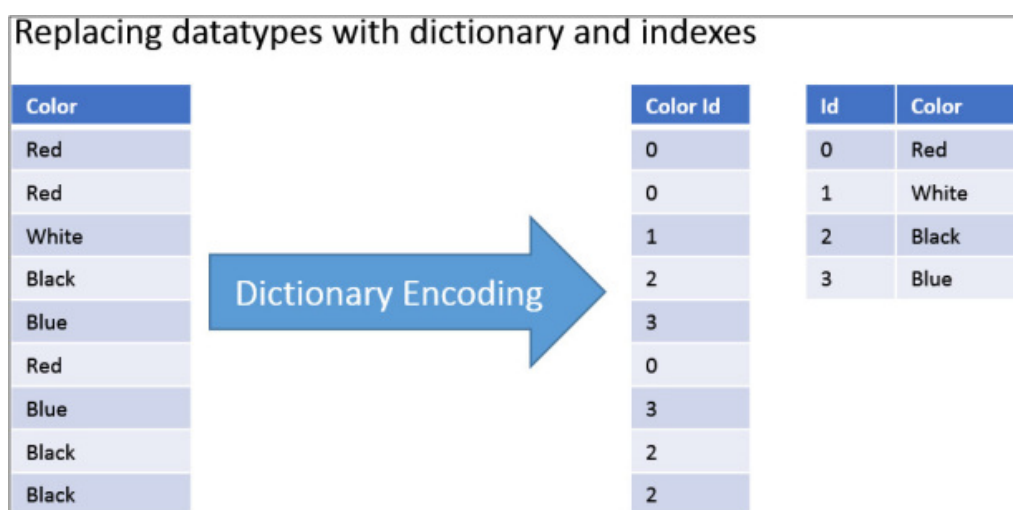 Replacing datatypes with dictionary and indexes
Color
Red
Red
White
Black
Blue
Red
Blue
Black
Black
Dictionary Encoding
Color Id
0
0
1
2
3
0
3
2
2
Id Color
0 Red
1 White
2 Black
3 Blue